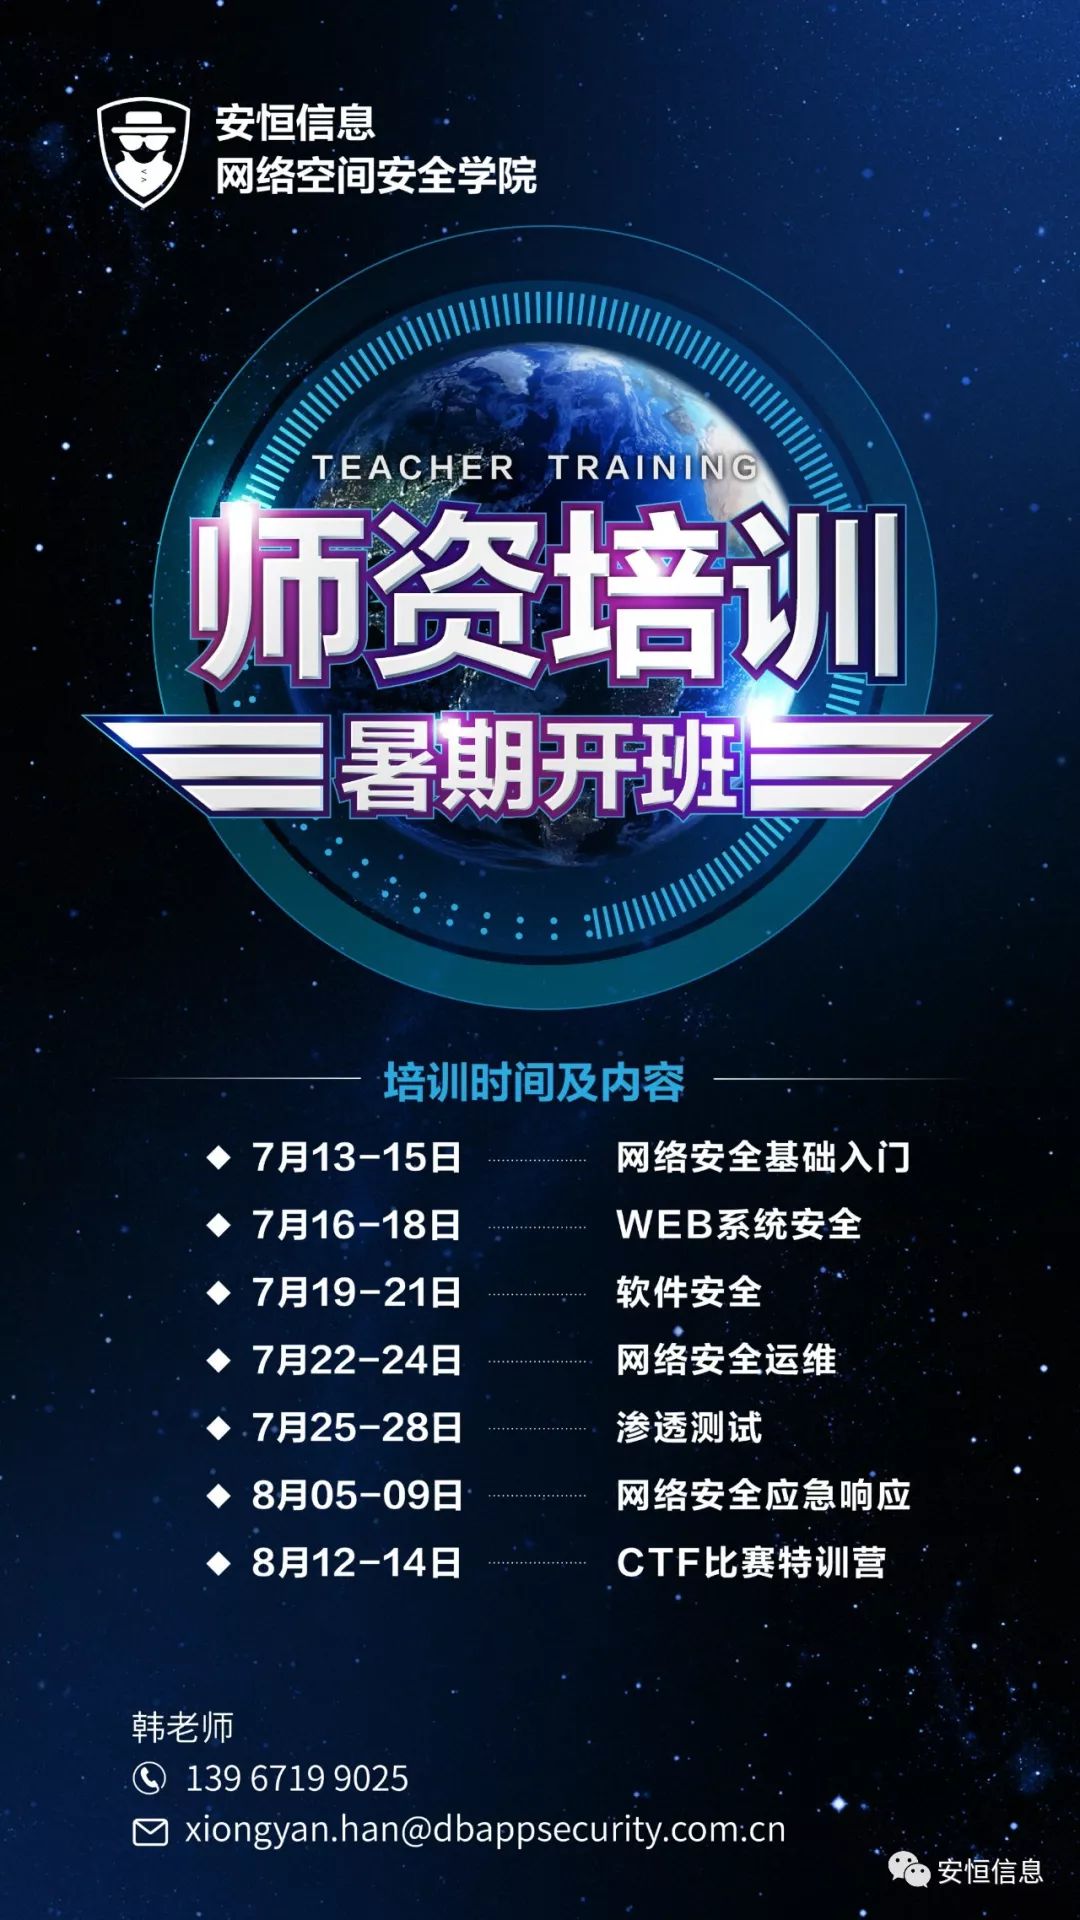 安恒信息
网络空间安全学院
TEACHER TRAINING
师资培训
暑期开班
培训时间及内容
◆ 7月13-15日 网络安全基础入门
◆ 7月16-18日 WEB系统安全
◆ 7月19-21日 软件安全
◆ 7月22-24日 网络安全运维
◆ 7月25-28日 渗透测试
◆ 8月05-09日 网络安全应急响应
◆ 8月12-14日 CTF比赛特训营
韩老师
139 6719 9025
xiongyan.han@dbappsecurity.com.cn
安恒信息